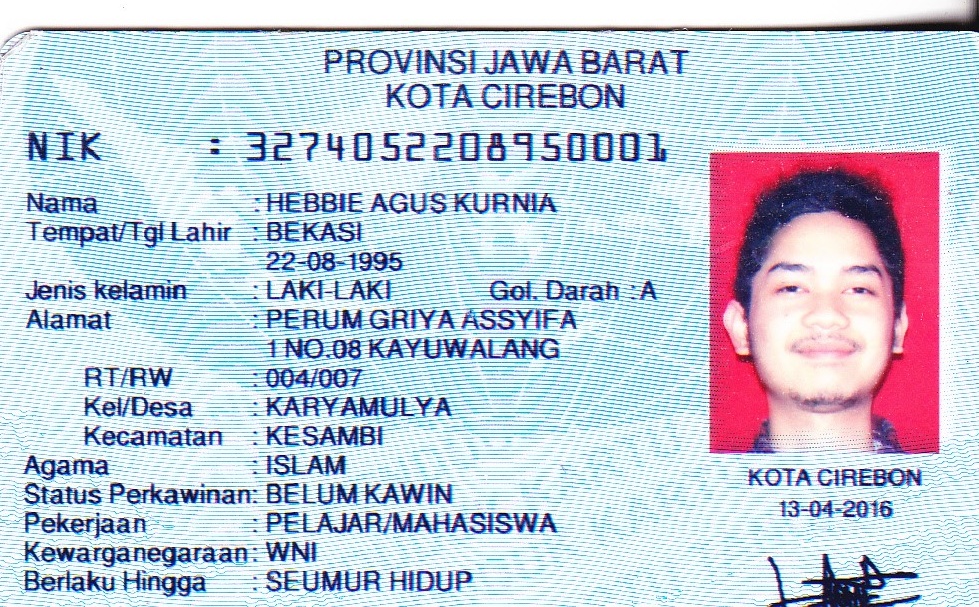 PROVINSI JAWA BARAT
KOTA CIREBON
NIK : 3274052208950001
Nama : HEBBIE AGUS KURNIA
Tempat/Tgl Lahir : BEKASI
22-08-1995
Jenis kelamin : LAKI-LAKI Gol. Darah : A
Alamat : PERUM GRIYA ASSYIFA
1 NO.08 KAYUWALANG
RT/RW : 004/007
Kel/Desa : KARYAMULYA
Kecamatan : KESAMBI
Agama : ISLAM
Status Perkawinan: BELUM KAWIN
Pekerjaan : PELAJAR/MAHASISWA
Kewarganegaraan : WNI
Berlaku Hingga : SEUMUR HIDUP
KOTA CIREBON
13-04-2016